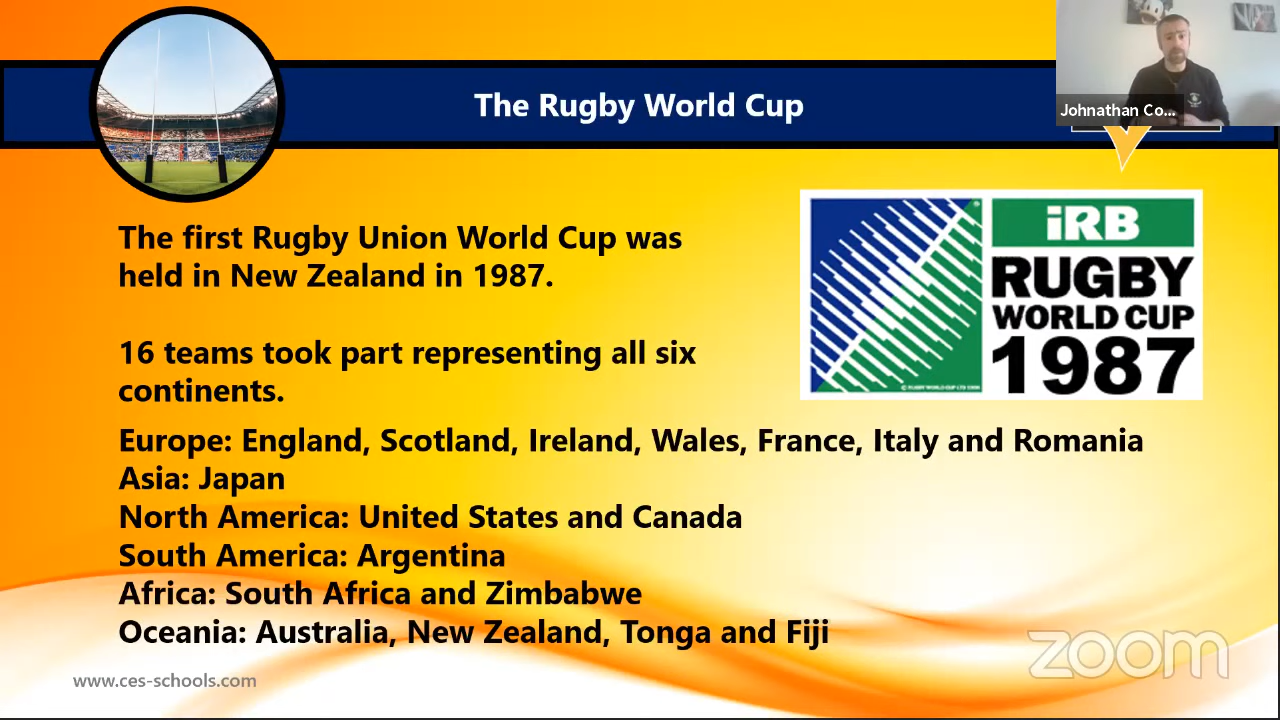 The Rugby World Cup
Johnathan Co...
The first Rugby Union World Cup was
held in New Zealand in 1987.
iRB
RUGBY
WORLD CUP
1987
16 teams took part representing all six
continents.
Europe: England, Scotland, Ireland, Wales, France, Italy and Romania
Asia: Japan
North America: United States and Canada
South America: Argentina
Africa: South Africa and Zimbabwe
Oceania: Australia, New Zealand, Tonga and Fiji
zoom
www.ces-schools.com